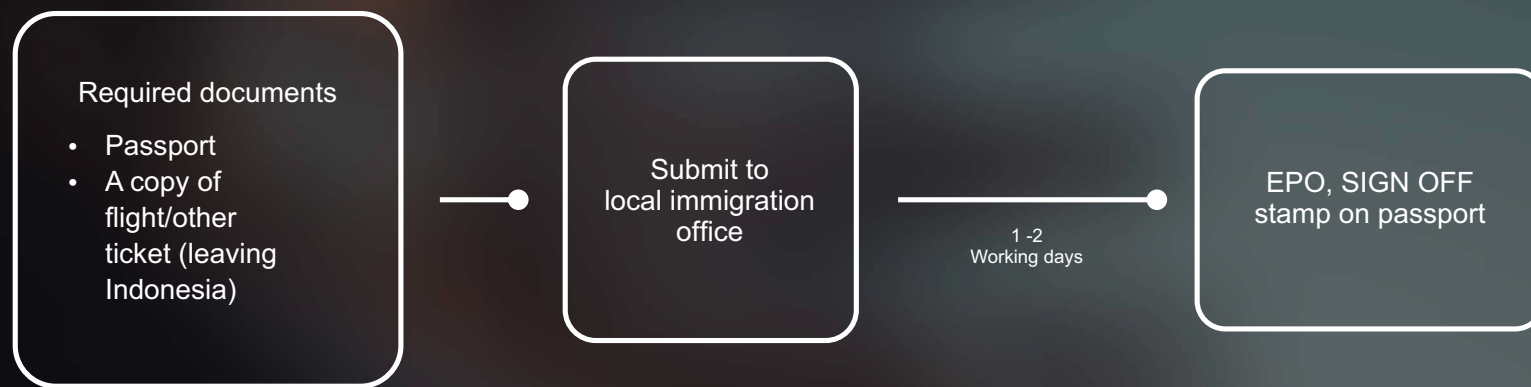 Required documents
• Passport
• A copy of
flight/other
ticket (leaving
Indonesia)
Submit to
local immigration
office
1 -2
Working days
EPO, SIGN OFF
stamp on passport